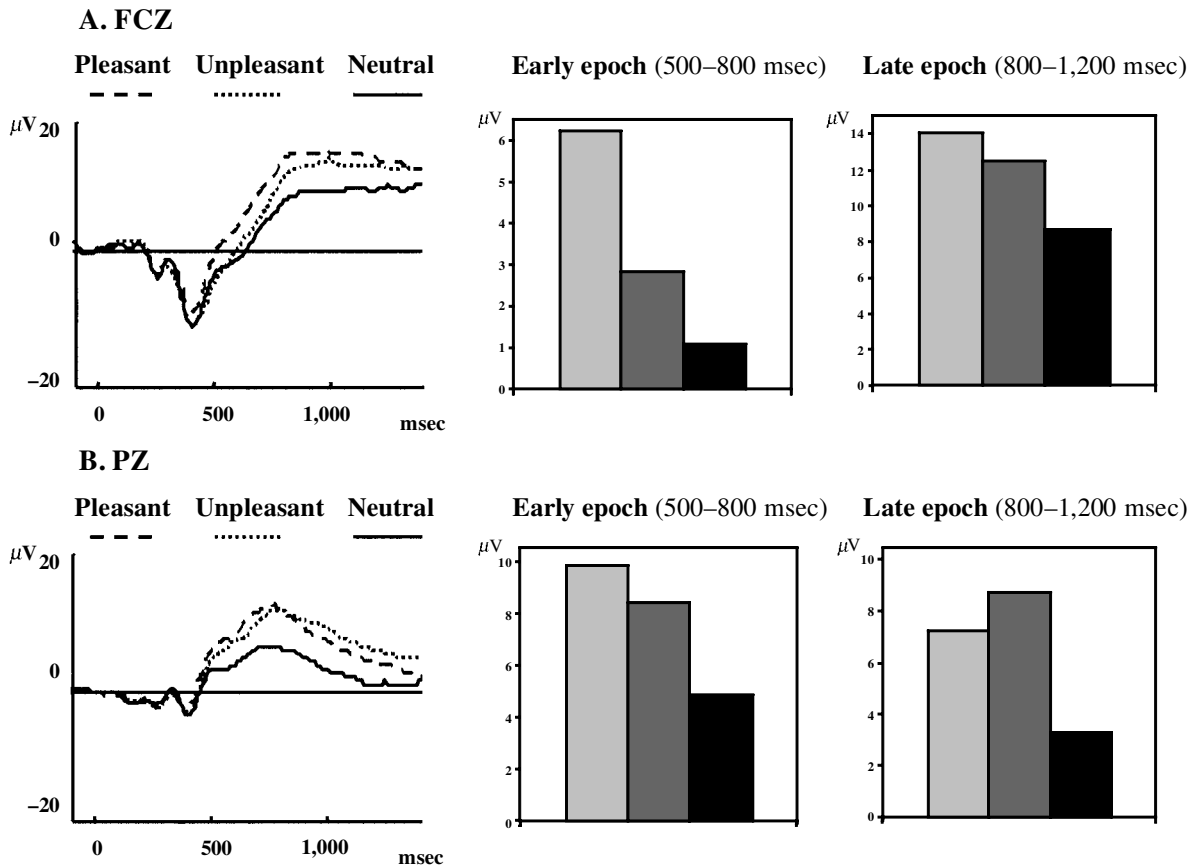 A. FCZ
Pleasant Unpleasant Neutral
Early epoch (500–800 msec)
Late epoch (800–1,200 msec)
μV
20
0
–20
0 500 1,000 msec
μV
6
5
4
3
2
1
0
μV
14
12
10
8
6
4
2
0
B. PZ
Pleasant Unpleasant Neutral
Early epoch (500–800 msec)
Late epoch (800–1,200 msec)
μV
20
0
–20
0 500 1,000 msec
μV
10
8
6
4
2
0
μV
10
8
6
4
2
0